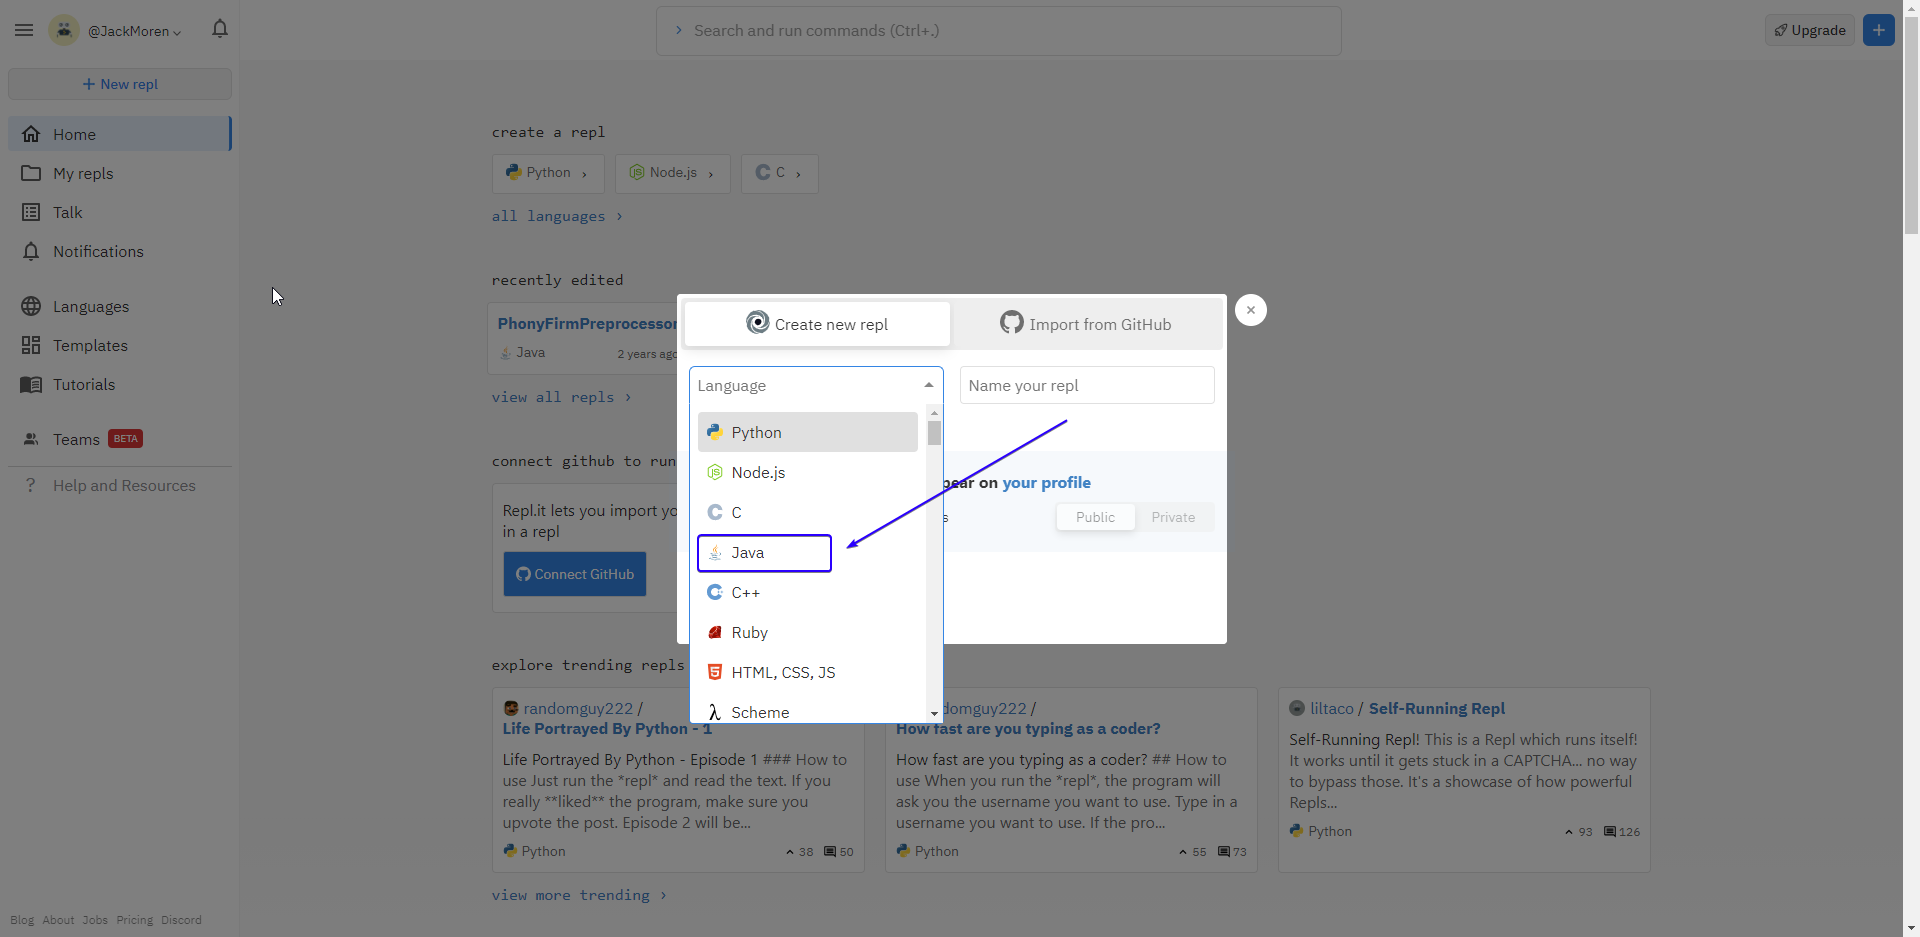 @JackMoren
Search and run commands (Ctrl+.)
Upgrade
+ New repl
Home
My repls
Talk
Notifications
Languages
Templates
Tutorials
Teams BETA
? Help and Resources
Blog About Jobs Pricing Discord
create a repl
Python ›
Node.js ›
C ›
all languages ›
recently edited
PhonyFirmPreprocessor
Java 2 years ago
view all repls ›
connect github to run
Repl.it lets you import yo
in a repl
Connect GitHub
Create new repl
Import from GitHub
Language
Name your repl
Python
Node.js
C
Java
C++
Ruby
HTML, CSS, JS
Scheme
pear on your profile
s
Public
Private
explore trending repls
randomguy222 /
Life Portrayed By Python - 1
Life Portrayed By Python - Episode 1 ### How to
use Just run the *repl* and read the text. If you
really **liked** the program, make sure you
upvote the post. Episode 2 will be...
Python 38 50
domguy222 /
How fast are you typing as a coder?
How fast are you typing as a coder? ## How to
use When you run the *repl*, the program will
ask you the username you want to use. Type in a
username you want to use. If the pro...
Python 55 73
liltaco / Self-Running Repl
Self-Running Repl! This is a Repl which runs itself!
It works until it gets stuck in a CAPTCHA... no way
to bypass those. It's a showcase of how powerful
Repls...
Python 93 126
view more trending ›